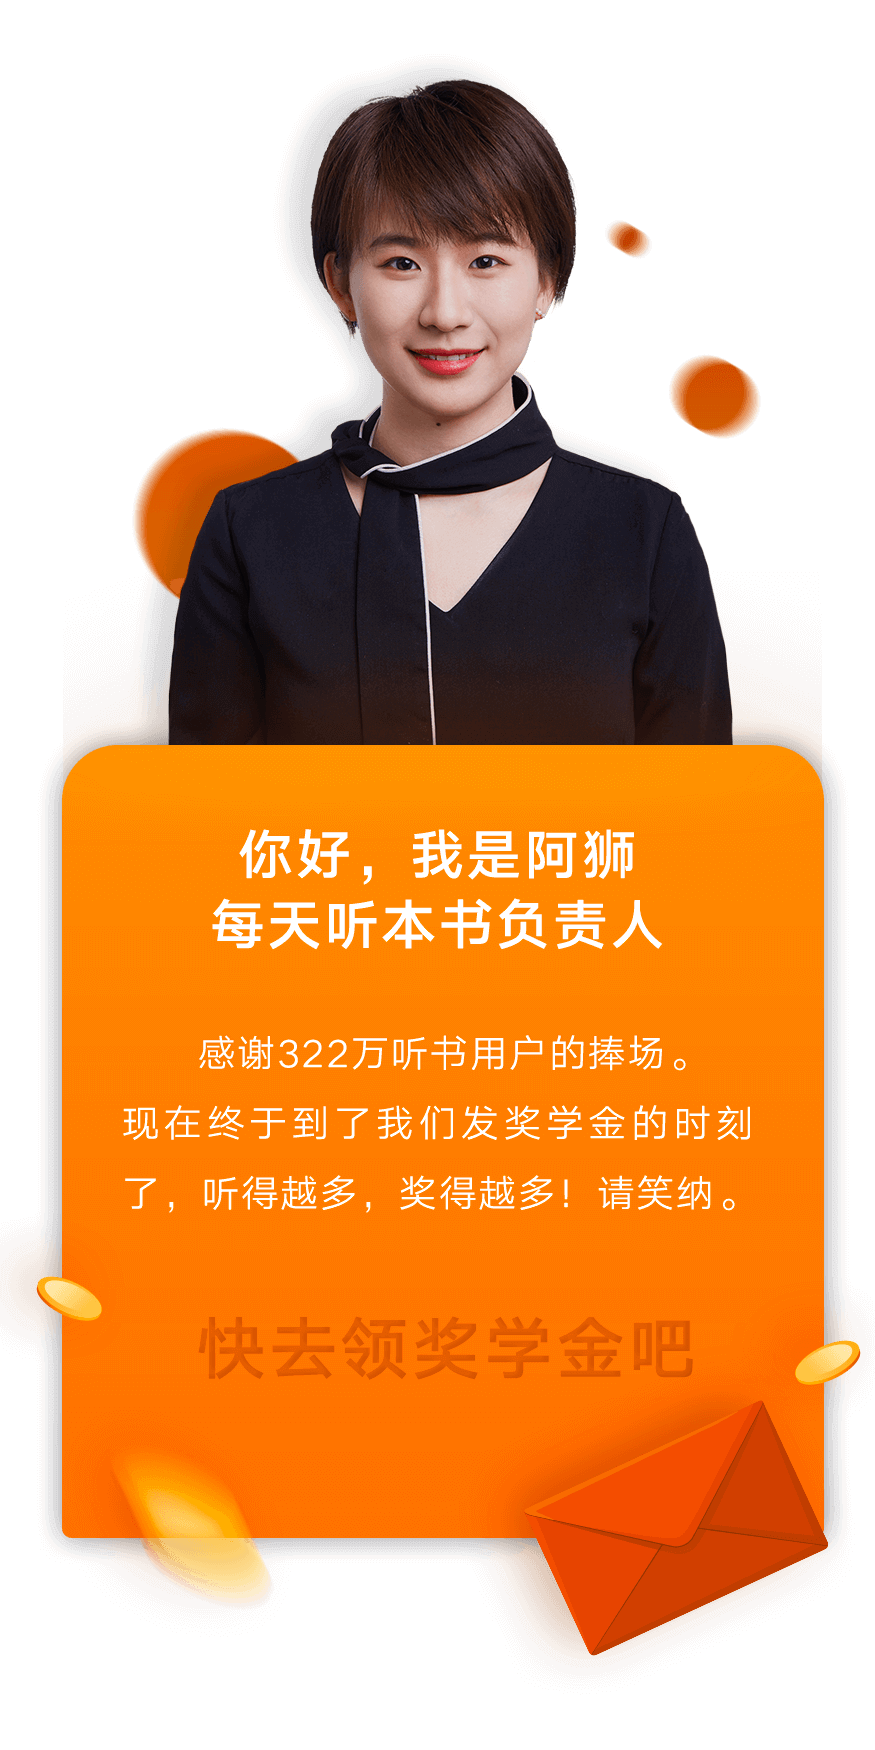 你好，我是阿狮
每天听本书负责人
感谢322万听书用户的捧场。
现在终于到了我们发奖学金的时刻
了，听得越多，奖得越多！请笑纳。
快去领奖学金吧